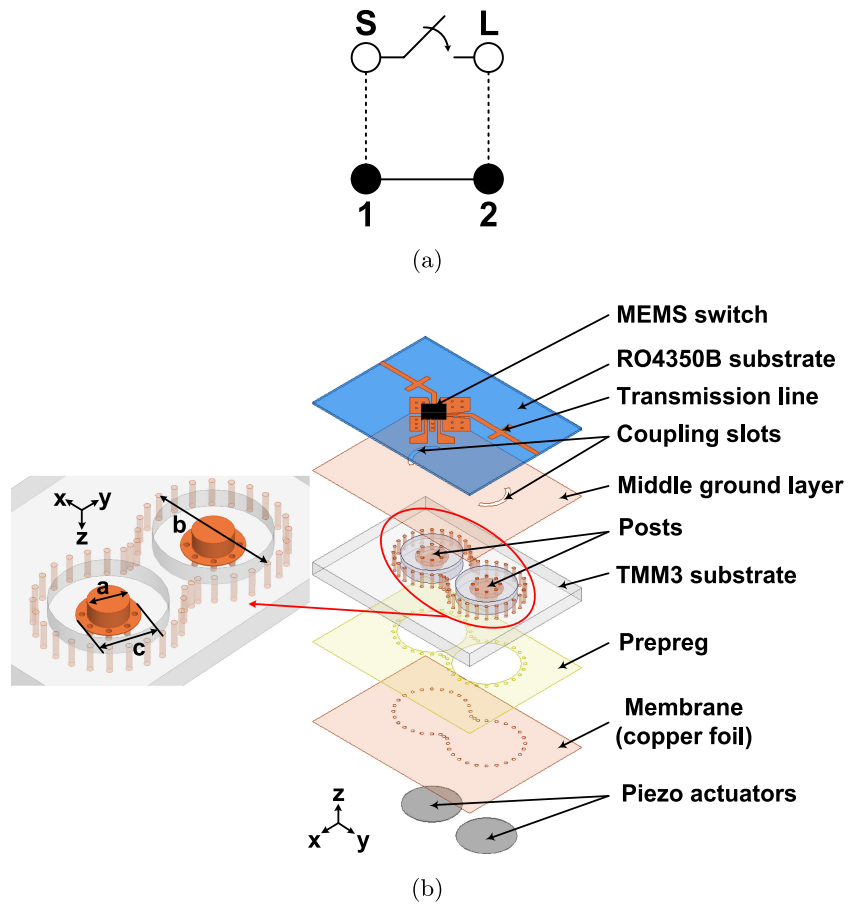 S L
1 2
(a)
MEMS switch
RO4350B substrate
Transmission line
Coupling slots
Middle ground layer
Posts
TMM3 substrate
Prepreg
Membrane
(copper foil)
Piezo actuators
x y
z
b
a
c
z
x y
(b)